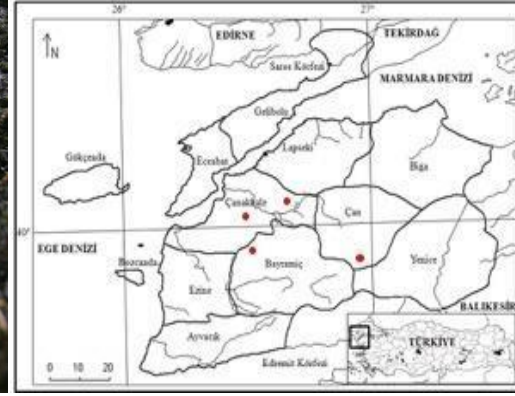 26°
27°
EDİRNE
TEKİRDAĞ
N
Saros Körfezi
MARMARA DENİZİ
Gelibolu
Lapseki
Gökçeada
Eceabat
Biga
Çanakkale
Çan
40°
EGE DENİZİ
Bozcaada
Bayramiç
Yenice
Ezine
BALIKESİR
Ayvacık
TÜRKİYE
Edremit Körfezi
0 10 20